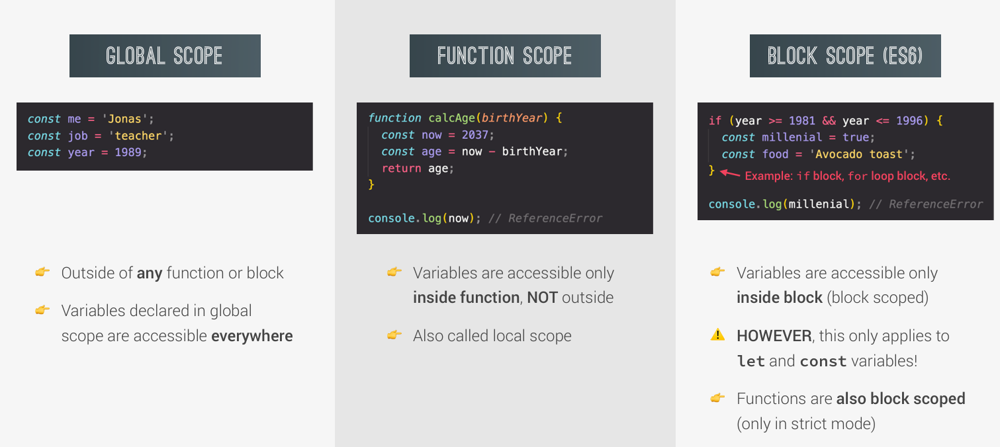 GLOBAL SCOPE
const me = 'Jonas';
const job = 'teacher';
const year = 1989;
Outside of any function or block
Variables declared in global
scope are accessible everywhere
FUNCTION SCOPE
function calcAge(birthYear) {
const now = 2037;
const age = now - birthYear;
return age;
}
console.log(now); // ReferenceError
Variables are accessible only
inside function, NOT outside
Also called local scope
BLOCK SCOPE (ES6)
if (year >= 1981 && year <= 1996) {
const millenial = true;
const food = 'Avocado toast';
} Example: if block, for loop block, etc.
console.log(millenial); // ReferenceError
Variables are accessible only
inside block (block scoped)
HOWEVER, this only applies to
let and const variables!
Functions are also block scoped
(only in strict mode)